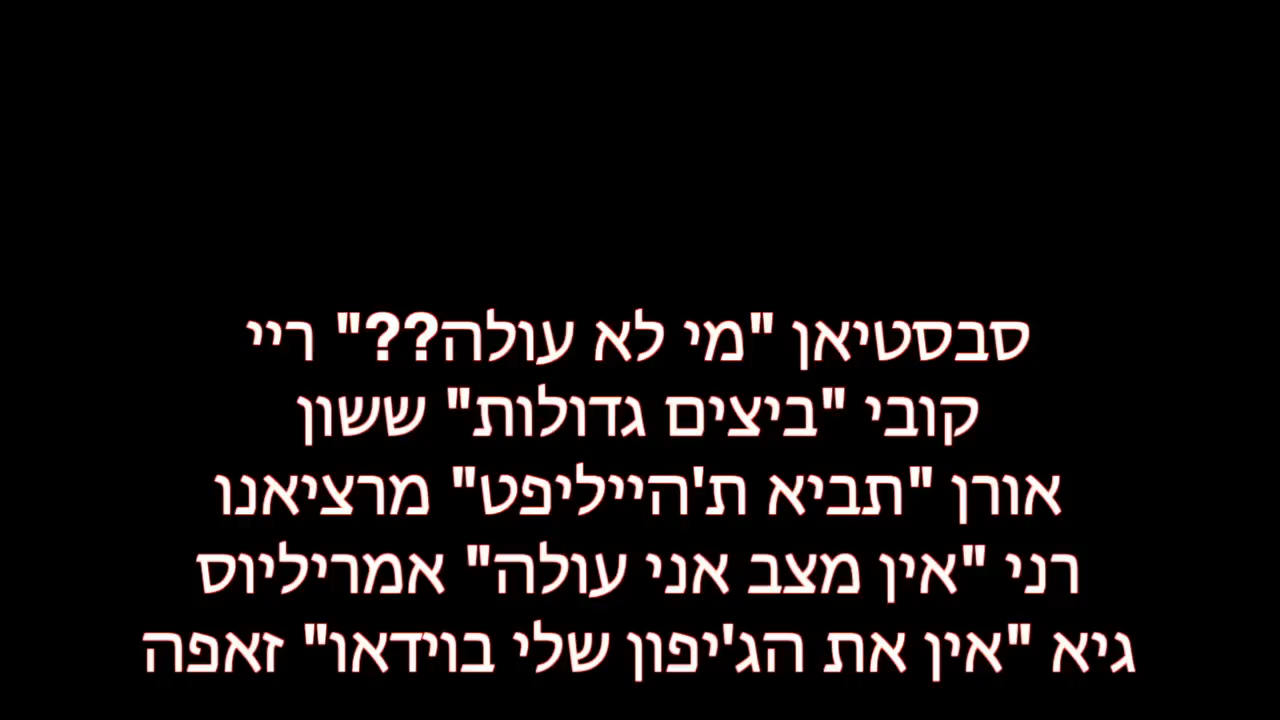 סבסטיאן "מי לא עולה??" ריי
קובי "ביצים גדולות" ששון
אורן "תביא ת'הייליפט" מרציאנו
רני "אין מצב אני עולה" אמריליוס
גיא "אין את הג'יפון שלי בוידאו" זאפה